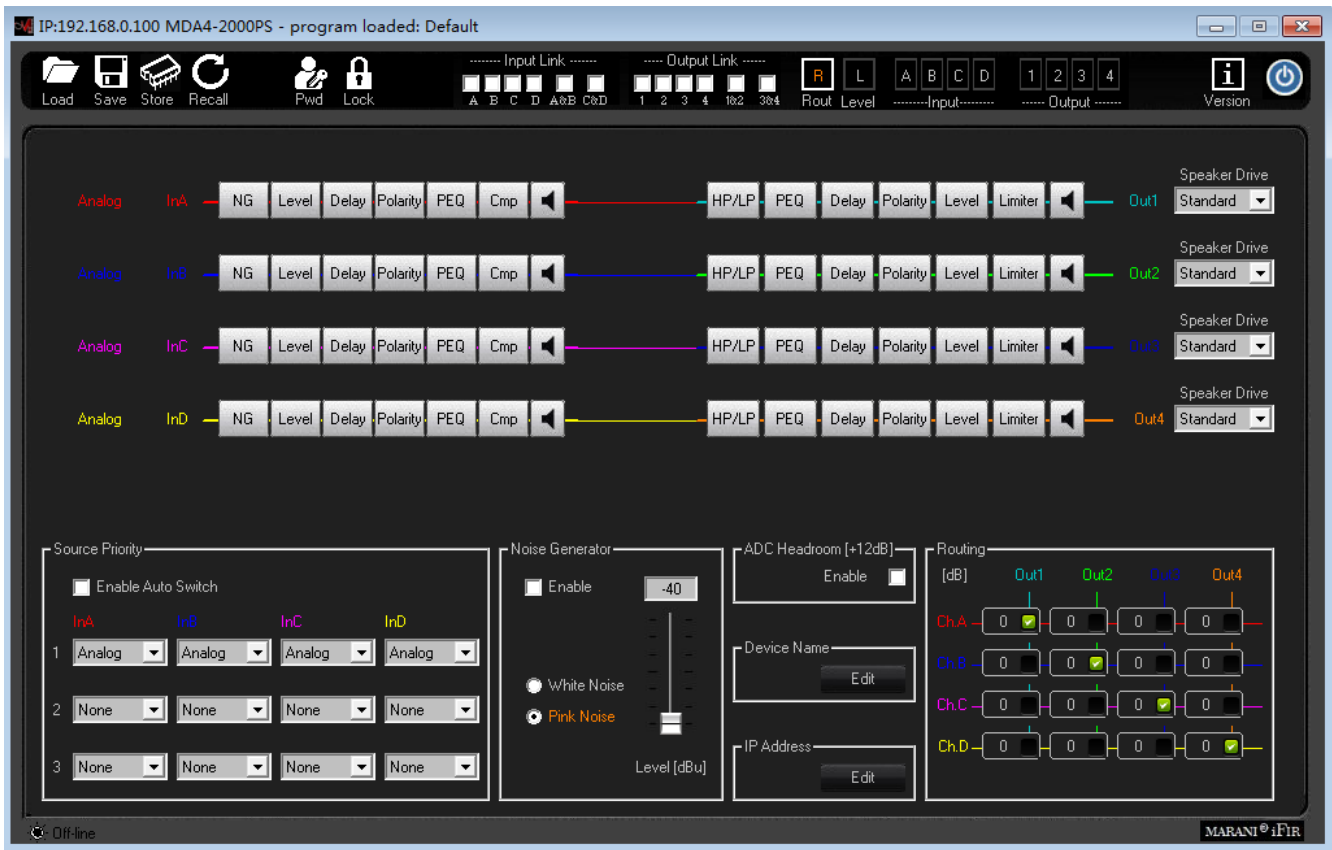 IP:192.168.0.100 MDA4-2000PS - program loaded: Default
Load Save Store Recall Pwd Lock
------- Input Link -------
A B C D A&B C&D
----- Output Link -----
1 2 3 4 1&2 3&4
R L
Rout Level
A B C D
---------Input---------
1 2 3 4
------ Output -------
i
Version
Analog InA NG Level Delay Polarity PEQ Cmp HP/LP PEQ Delay Polarity Level Limiter Out1
Speaker Drive
Standard
Analog InB NG Level Delay Polarity PEQ Cmp HP/LP PEQ Delay Polarity Level Limiter Out2
Speaker Drive
Standard
Analog InC NG Level Delay Polarity PEQ Cmp HP/LP PEQ Delay Polarity Level Limiter Out3
Speaker Drive
Standard
Analog InD NG Level Delay Polarity PEQ Cmp HP/LP PEQ Delay Polarity Level Limiter Out4
Speaker Drive
Standard
Source Priority
Enable Auto Switch
InA InB InC InD
1 Analog Analog Analog Analog
2 None None None None
3 None None None None
Noise Generator
Enable
-40
White Noise
Pink Noise
Level [dBu]
ADC Headroom [+12dB]
Enable
Device Name
Edit
IP Address
Edit
Routing
[dB] Out1 Out2 Out3 Out4
Ch.A 0 0 0 0
Ch.B 0 0 0 0
Ch.C 0 0 0 0
Ch.D 0 0 0 0
Off-line
MARANI® iFIR